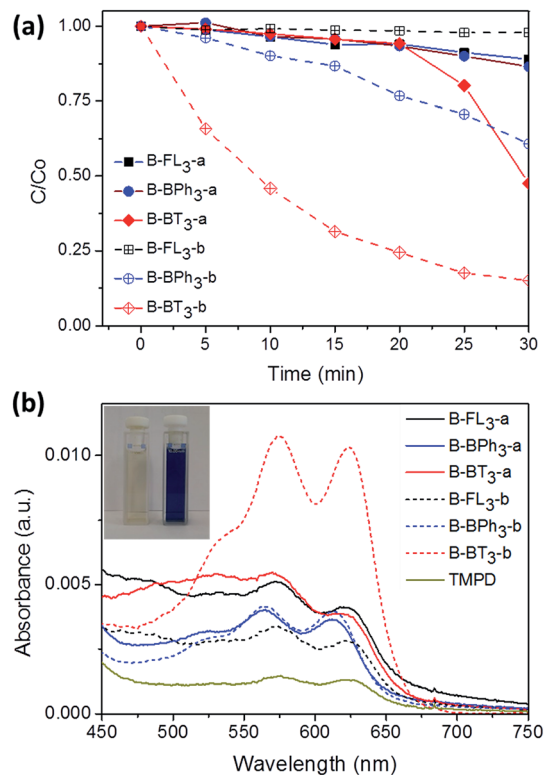 (a)
1.00
0.75
0.50
0.25
0.00
C/Co
B-FL₃-a
B-BPh₃-a
B-BT₃-a
B-FL₃-b
B-BPh₃-b
B-BT₃-b
0 5 10 15 20 25 30
Time (min)
(b)
0.010
0.005
0.000
Absorbance (a.u.)
B-FL₃-a
B-BPh₃-a
B-BT₃-a
B-FL₃-b
B-BPh₃-b
B-BT₃-b
TMPD
450 500 550 600 650 700 750
Wavelength (nm)